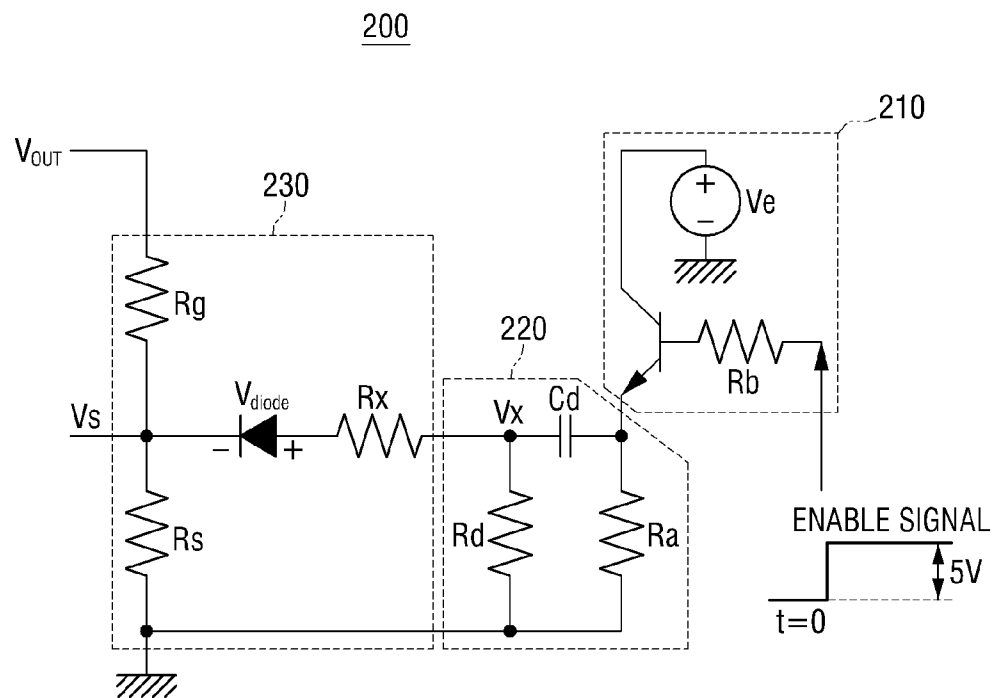 200
210
V_OUT
230
+
−
Ve
Rg
220
Rb
V_diode
Rx
Vx
Cd
Vs
−
+
Rs
Rd
Ra
ENABLE SIGNAL
5V
t=0